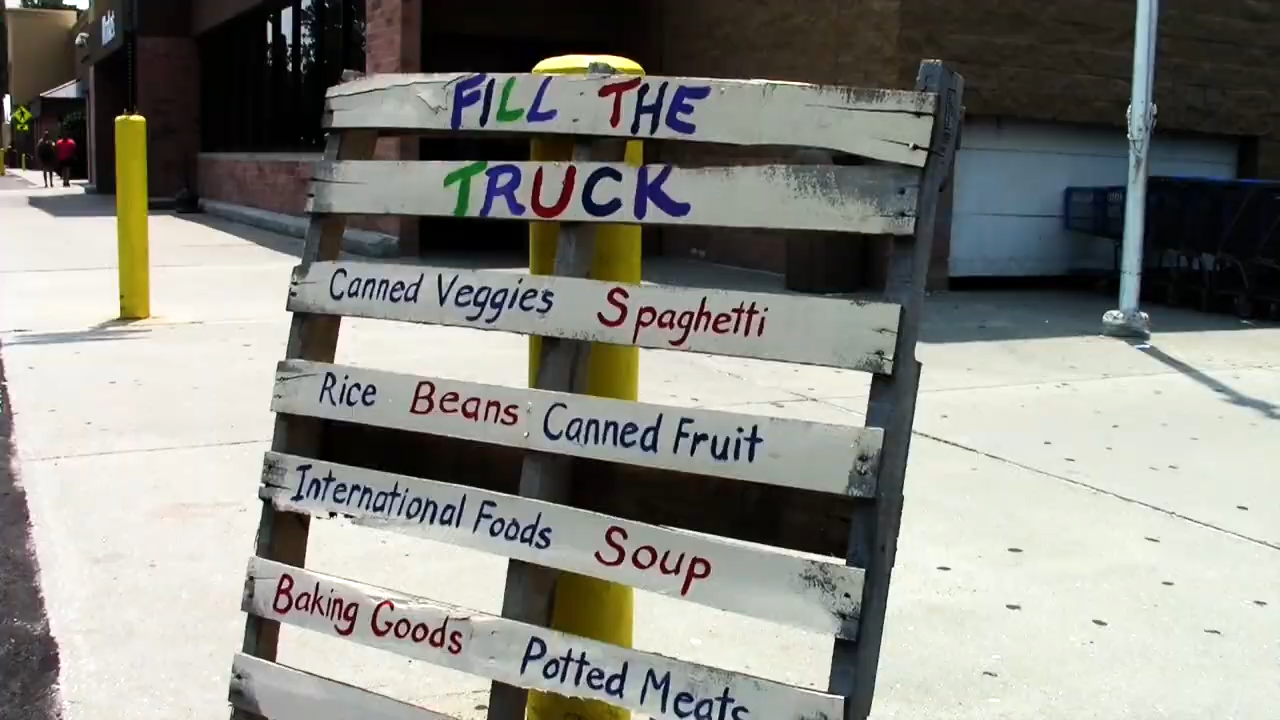 FILL THE
TRUCK
Canned Veggies Spaghetti
Rice Beans Canned Fruit
International Foods Soup
Baking Goods Potted Meats